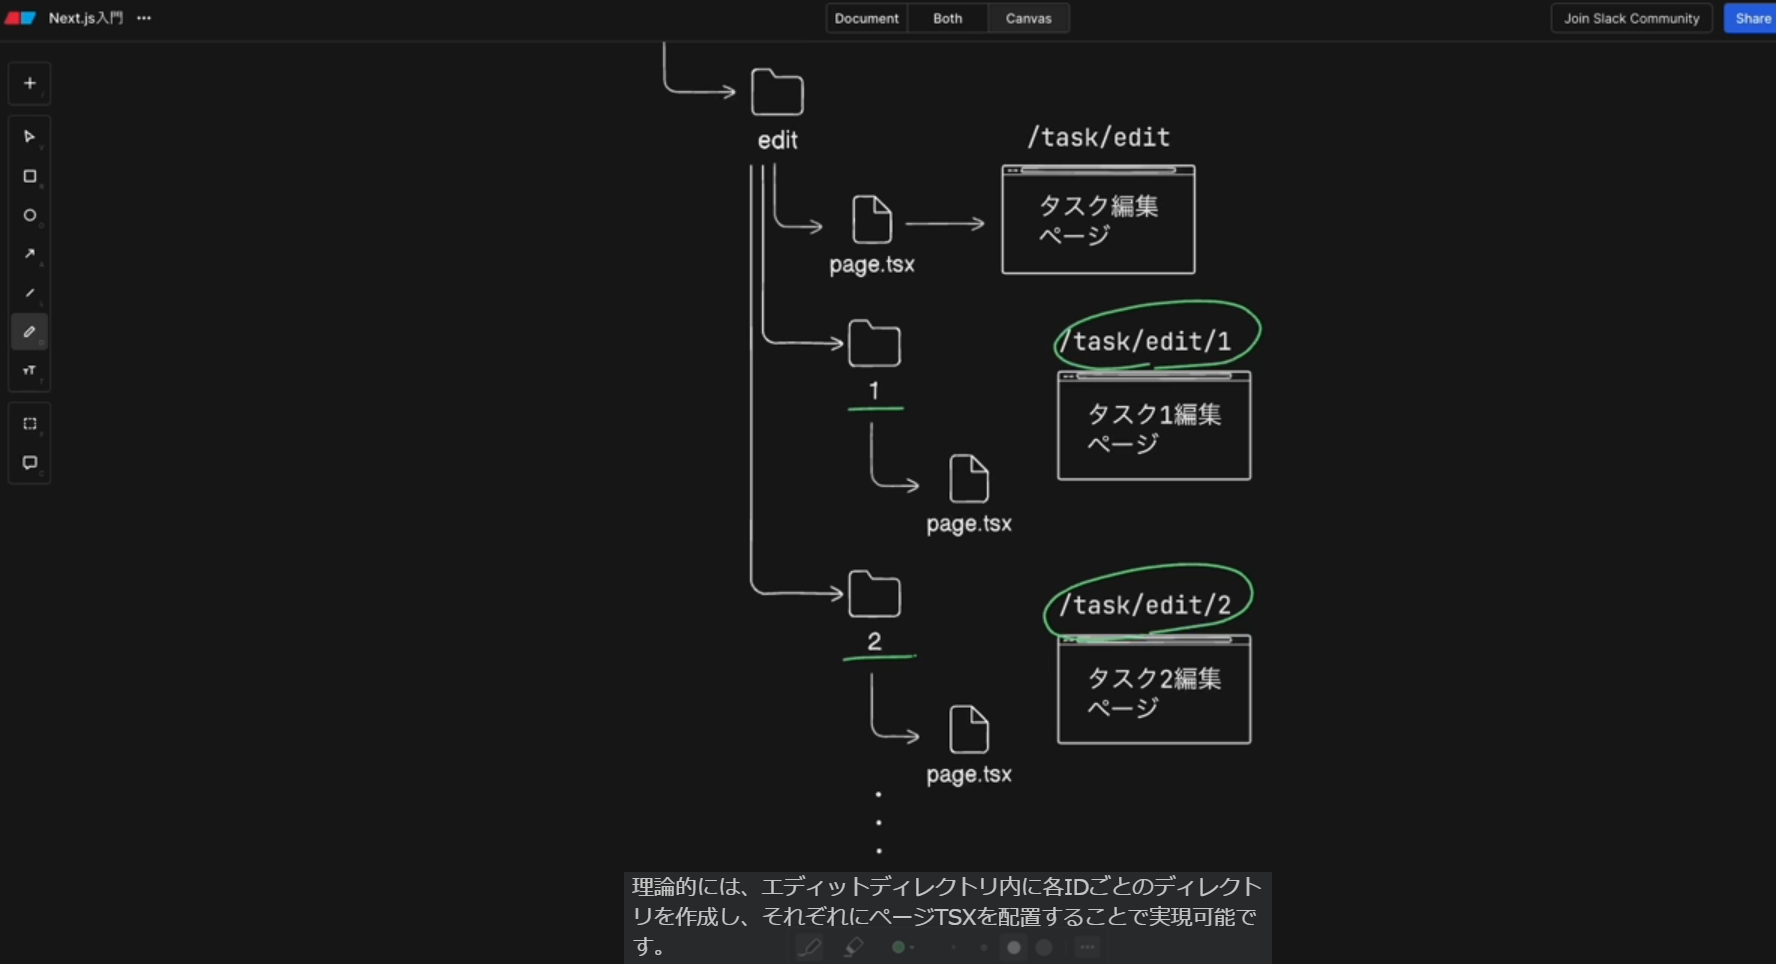 Next.js入門
Document
Both
Canvas
Join Slack Community
Share
edit
/task/edit
タスク編集
ページ
page.tsx
/task/edit/1
1
タスク1編集
ページ
page.tsx
/task/edit/2
2
タスク2編集
ページ
page.tsx
理論的には、エディットディレクトリ内に各IDごとのディレクト
リを作成し、それぞれにページTSXを配置することで実現可能で
す。